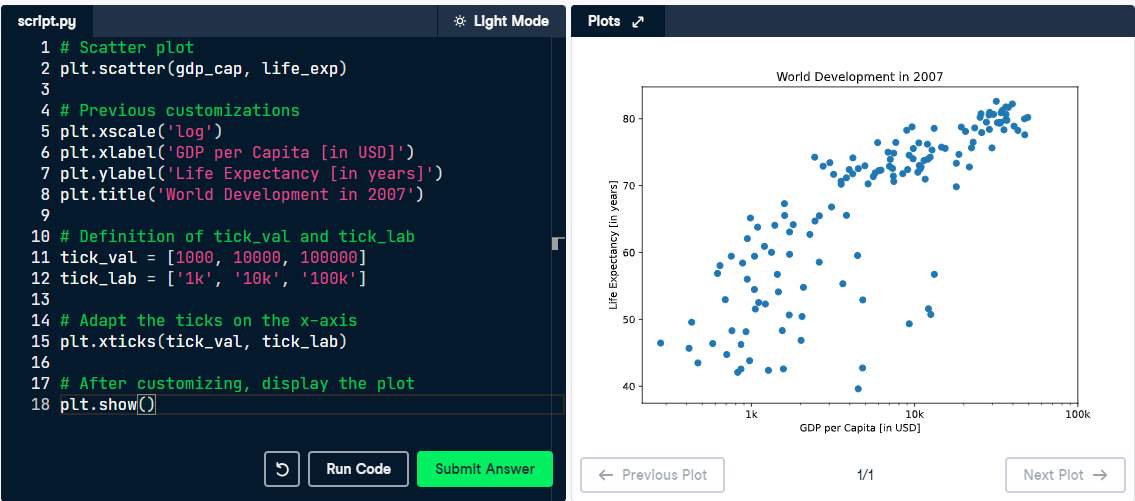 script.py
Light Mode
1 # Scatter plot
2 plt.scatter(gdp_cap, life_exp)
3
4 # Previous customizations
5 plt.xscale('log')
6 plt.xlabel('GDP per Capita [in USD]')
7 plt.ylabel('Life Expectancy [in years]')
8 plt.title('World Development in 2007')
9
10 # Definition of tick_val and tick_lab
11 tick_val = [1000, 10000, 100000]
12 tick_lab = ['1k', '10k', '100k']
13
14 # Adapt the ticks on the x-axis
15 plt.xticks(tick_val, tick_lab)
16
17 # After customizing, display the plot
18 plt.show()
Run Code
Submit Answer
Plots
World Development in 2007
Life Expectancy [in years]
80
70
60
50
40
1k 10k 100k
GDP per Capita [in USD]
Previous Plot
1/1
Next Plot